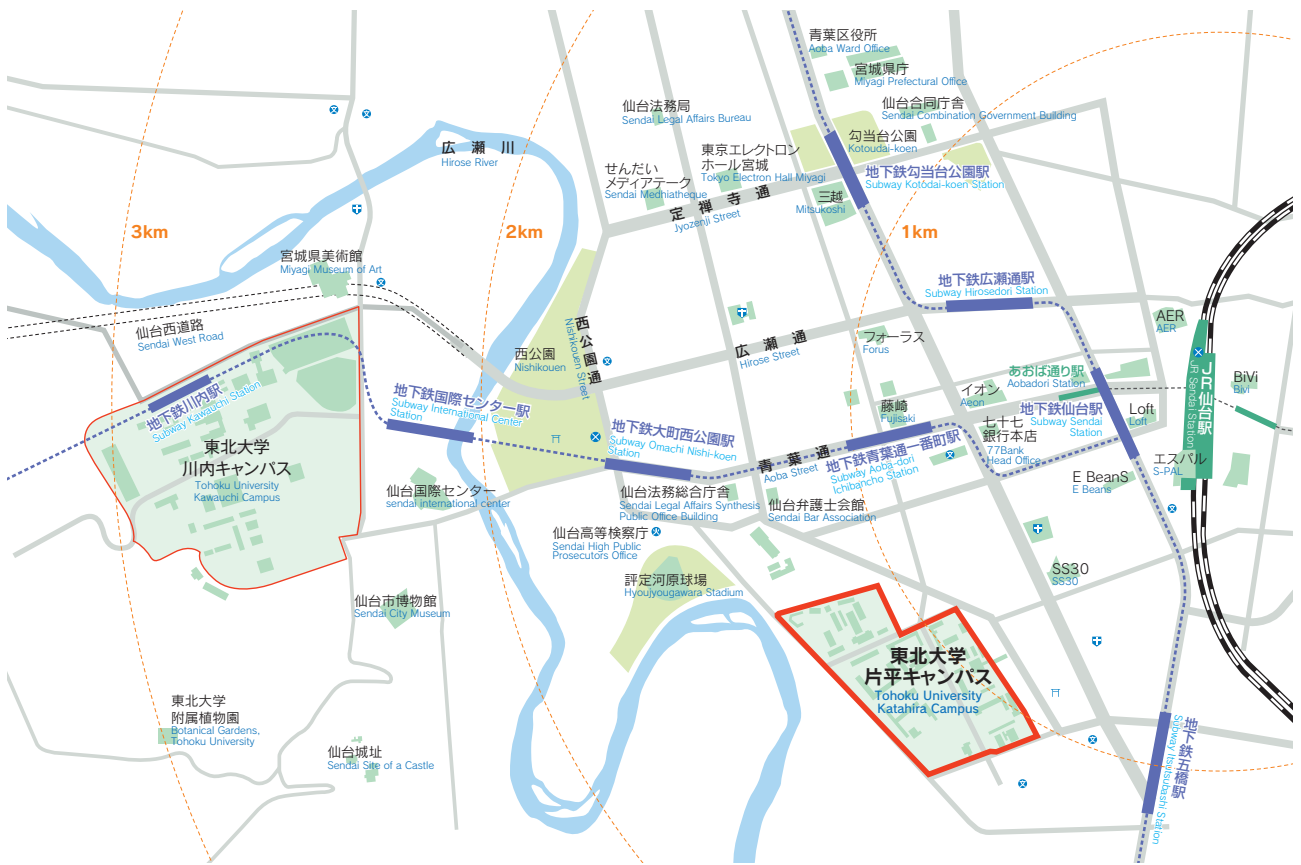 青葉区役所
Aoba Ward Office
宮城県庁
Miyagi Prefectural Office
仙台法務局
Sendai Legal Affairs Bureau
仙台合同庁舎
Sendai Combination Government Building
勾当台公園
Kotoudai-koen
広瀬川
Hirose River
東京エレクトロン
ホール宮城
Tokyo Electron Hall Miyagi
せんだい
メディアテーク
Sendai Medhiatheque
地下鉄勾当台公園駅
Subway Kotōdai-koen Station
三越
Mitsukoshi
定禅寺通
Jyozenji Street
3km
2km
1km
宮城県美術館
Miyagi Museum of Art
地下鉄広瀬通駅
Subway Hirosedori Station
仙台西道路
Sendai West Road
西公園通
Nishikouen Street
西公園
Nishikouen
広瀬通
Hirose Street
フォーラス
Forus
AER
AER
JR仙台駅
JR Sendai Station
BiVi
Bivi
あおば通り駅
Aobadori Station
イオン
Aeon
藤崎
Fujisaki
地下鉄仙台駅
Subway Sendai
Station
Loft
Loft
七十七
銀行本店
77Bank
Head Office
地下鉄川内駅
Subway Kawauchi Station
地下鉄国際センター駅
Subway International Center
Station
地下鉄大町西公園駅
Subway Omachi Nishi-koen
Station
青葉通
Aoba Street
地下鉄青葉通一番町駅
Subway Aoba-dori
Ichibancho Station
エスパル
S-PAL
E BeanS
E Beans
東北大学
川内キャンパス
Tohoku University
Kawauchi Campus
仙台国際センター
sendai international center
仙台法務総合庁舎
Sendai Legal Affairs Synthesis
Public Office Building
仙台弁護士会館
Sendai Bar Association
仙台高等検察庁
Sendai High Public
Prosecutors Office
評定河原球場
Hyoujyougawara Stadium
SS30
SS30
仙台市博物館
Sendai City Museum
東北大学
片平キャンパス
Tohoku University
Katahira Campus
東北大学
附属植物園
Botanical Gardens,
Tohoku University
仙台城址
Sendai Site of a Castle
地下鉄五橋駅
Subway Itsutsubashi Station